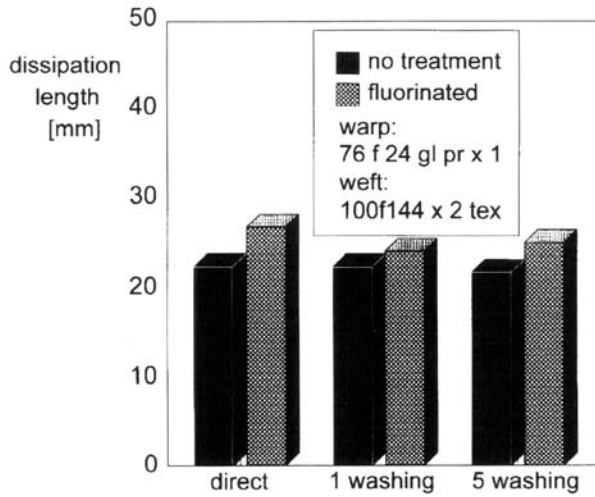 50
dissipation
length
[mm]
40
30
20
10
0
no treatment
fluorinated
warp:
76 f 24 gl pr x 1
weft:
100f144 x 2 tex
direct
1 washing
5 washing